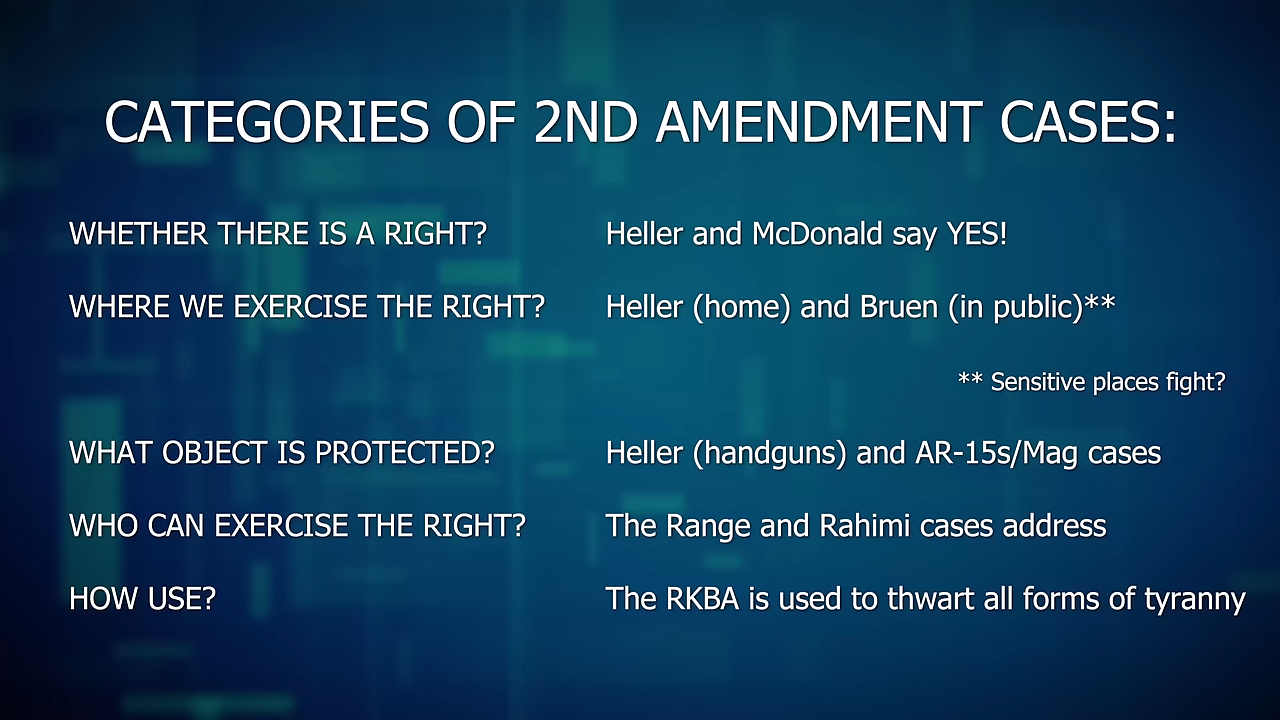 CATEGORIES OF 2ND AMENDMENT CASES:
WHETHER THERE IS A RIGHT? Heller and McDonald say YES!
WHERE WE EXERCISE THE RIGHT? Heller (home) and Bruen (in public)**
** Sensitive places fight?
WHAT OBJECT IS PROTECTED? Heller (handguns) and AR-15s/Mag cases
WHO CAN EXERCISE THE RIGHT? The Range and Rahimi cases address
HOW USE? The RKBA is used to thwart all forms of tyranny